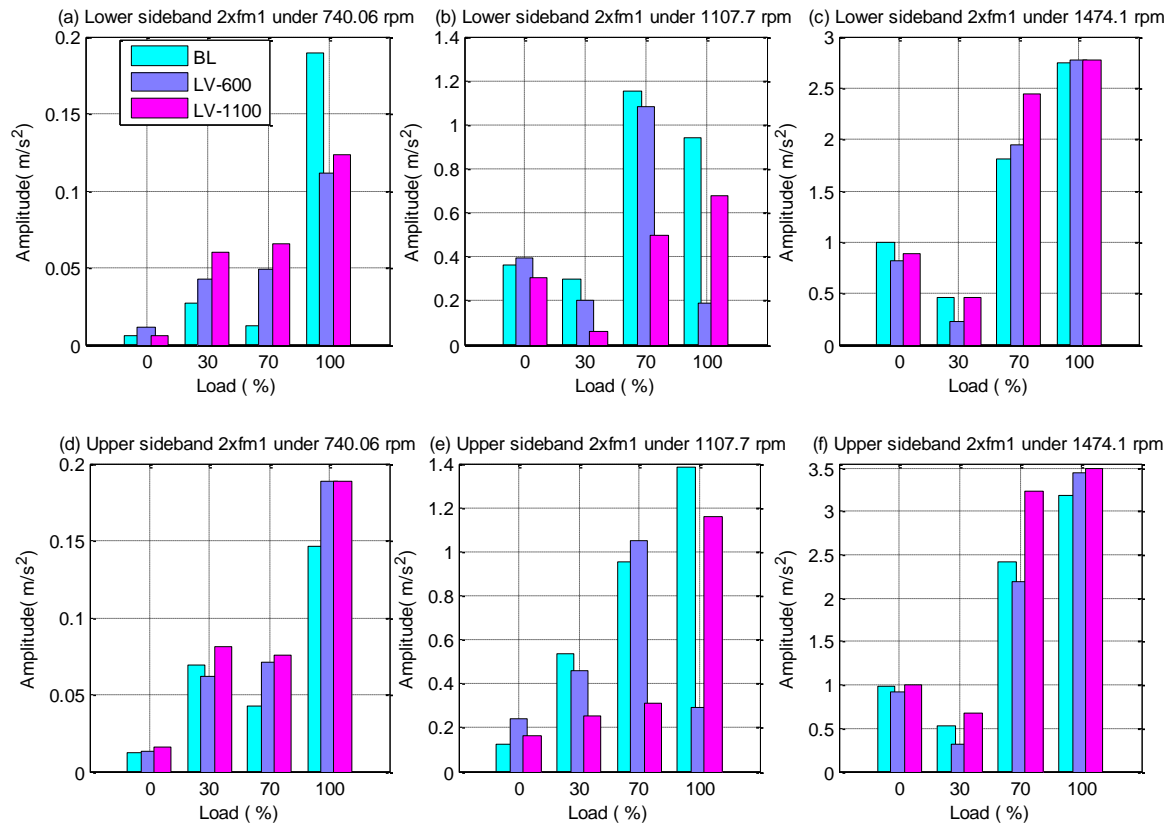 (a) Lower sideband 2xfm1 under 740.06 rpm
0.2
0.15
0.1
0.05
0
Amplitude( m/s²)
BL
LV-600
LV-1100
0 30 70 100
Load ( %)
(b) Lower sideband 2xfm1 under 1107.7 rpm
1.4
1.2
1
0.8
0.6
0.4
0.2
0
Amplitude( m/s²)
0 30 70 100
Load ( %)
(c) Lower sideband 2xfm1 under 1474.1 rpm
3
2.5
2
1.5
1
0.5
0
Amplitude( m/s²)
0 30 70 100
Load ( %)
(d) Upper sideband 2xfm1 under 740.06 rpm
0.2
0.15
0.1
0.05
0
Amplitude( m/s²)
0 30 70 100
Load ( %)
(e) Upper sideband 2xfm1 under 1107.7 rpm
1.4
1.2
1
0.8
0.6
0.4
0.2
0
Amplitude( m/s²)
0 30 70 100
Load ( %)
(f) Upper sideband 2xfm1 under 1474.1 rpm
3.5
3
2.5
2
1.5
1
0.5
0
Amplitude( m/s²)
0 30 70 100
Load ( %)